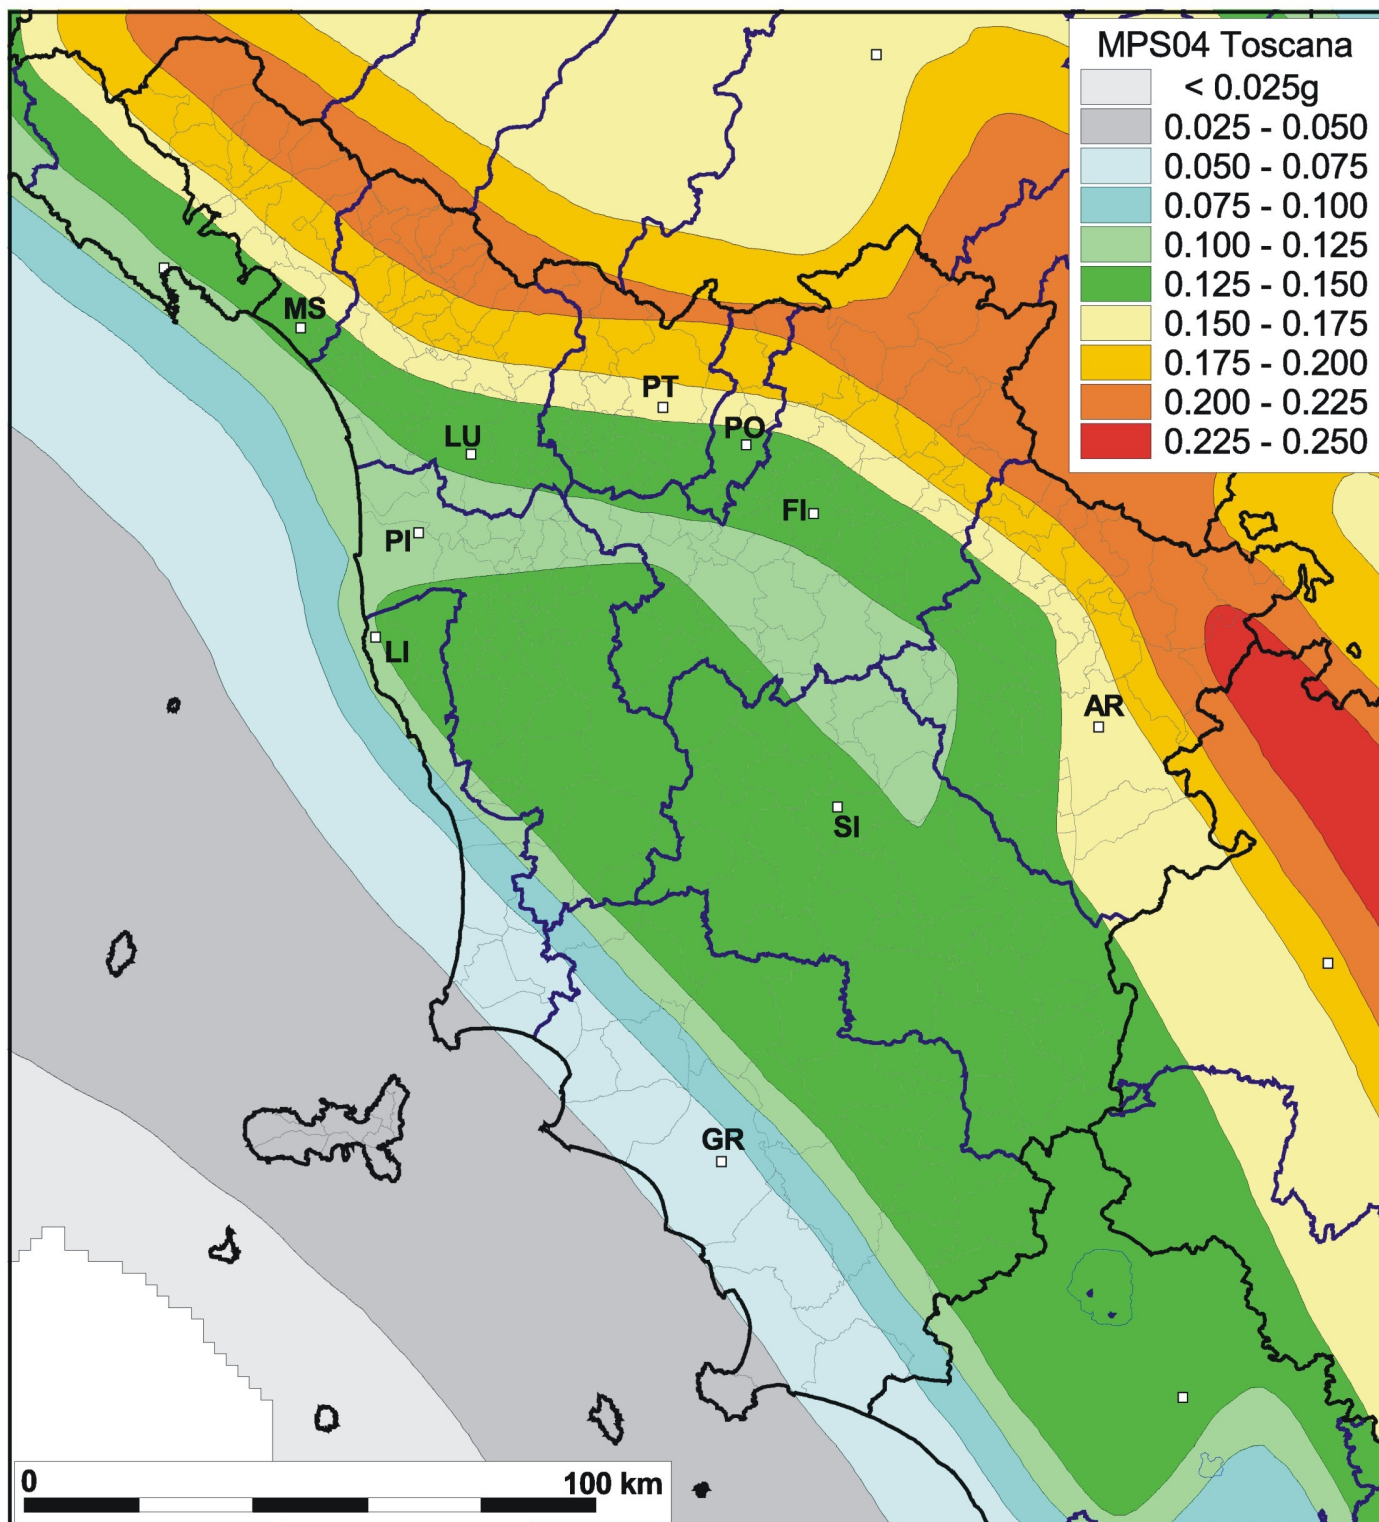 MPS04 Toscana
< 0.025g
0.025 - 0.050
0.050 - 0.075
0.075 - 0.100
0.100 - 0.125
0.125 - 0.150
0.150 - 0.175
0.175 - 0.200
0.200 - 0.225
0.225 - 0.250
MS
PT
PO
LU
FI
PI
LI
AR
SI
GR
0 100 km